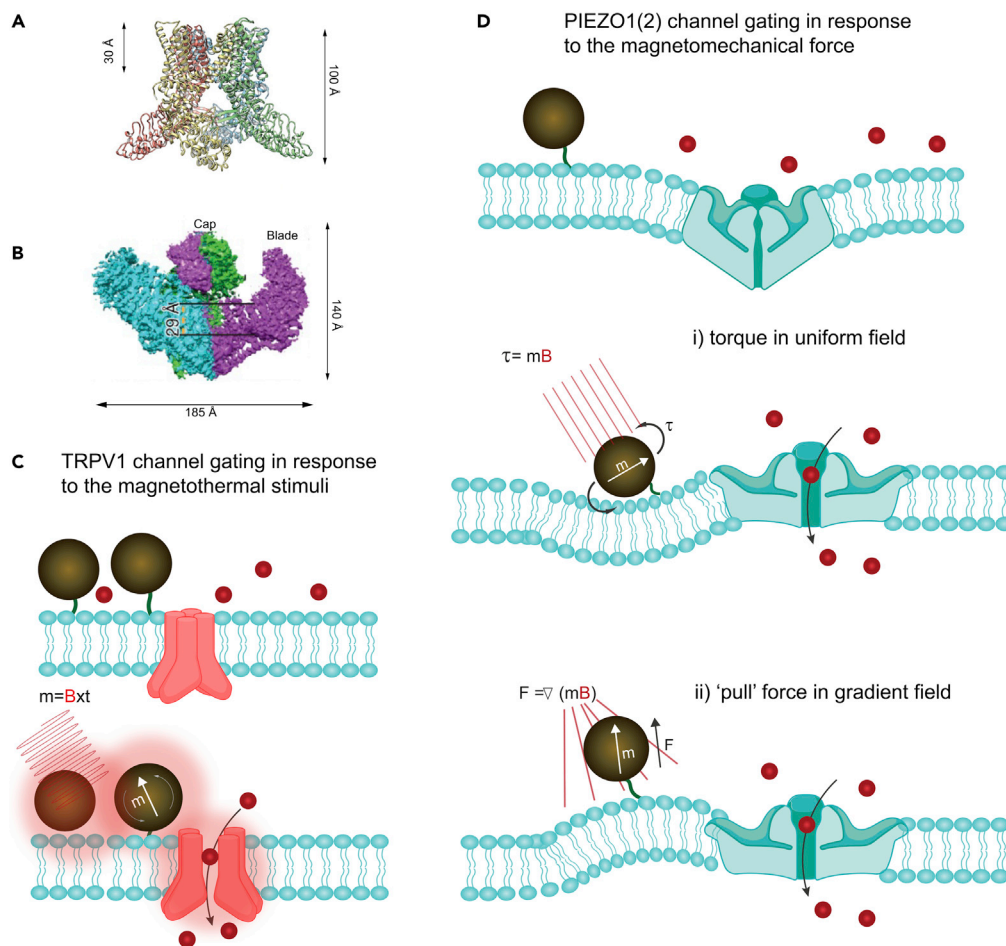 A
30 Å
100 Å
B
Cap
Blade
29 Å
140 Å
185 Å
C
TRPV1 channel gating in response
to the magnetothermal stimuli
m=Bxt
m
D
PIEZO1(2) channel gating in response
to the magnetomechanical force
i) torque in uniform field
τ= mB
τ
m
ii) ‘pull’ force in gradient field
F =▽ (mB)
F
m